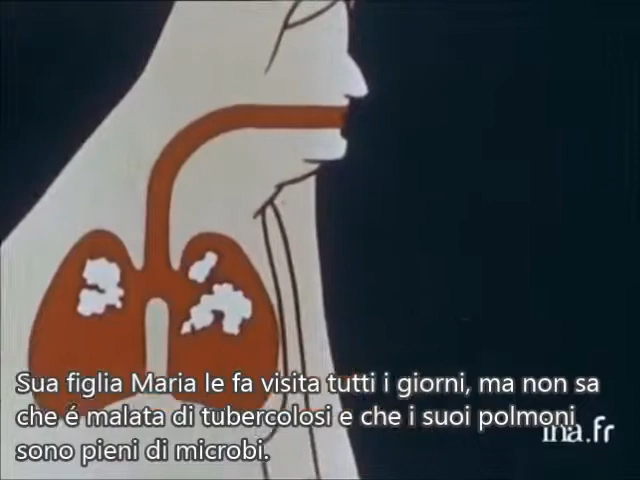 Sua figlia Maria le fa visita tutti i giorni, ma non sa
che é malata di tubercolosi e che i suoi polmoni
sono pieni di microbi.
ina.fr